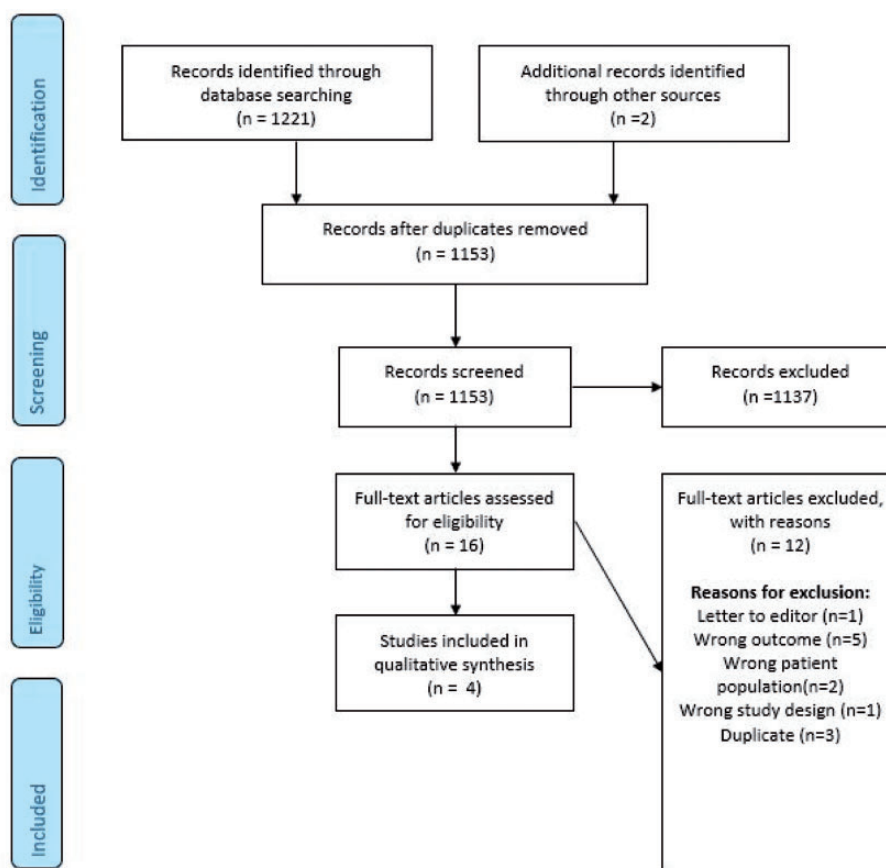 Identification
Records identified through
database searching
(n = 1221)
Additional records identified
through other sources
(n =2)
Records after duplicates removed
(n = 1153)
Screening
Records screened
(n = 1153)
Records excluded
(n =1137)
Eligibility
Full-text articles assessed
for eligibility
(n = 16)
Full-text articles excluded,
with reasons
(n = 12)
Reasons for exclusion:
Letter to editor (n=1)
Wrong outcome (n=5)
Wrong patient
population(n=2)
Wrong study design (n=1)
Duplicate (n=3)
Studies included in
qualitative synthesis
(n = 4)
Included